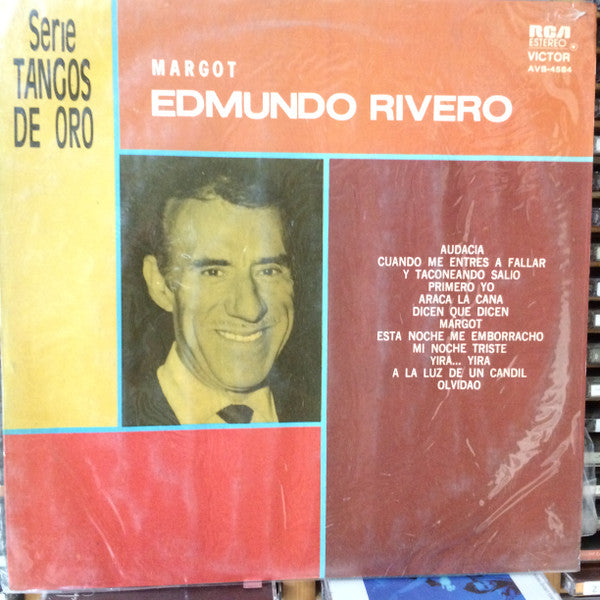 Serie
TANGOS
DE ORO
MARGOT
EDMUNDO RIVERO
RCA
ESTEREO
VICTOR
AVS-4584
AUDACIA
CUANDO ME ENTRES A FALLAR
Y TACONEANDO SALIO
PRIMERO YO
ARACA LA CANA
DICEN QUE DICEN
MARGOT
ESTA NOCHE ME EMBORRACHO
MI NOCHE TRISTE
YIRA... YIRA
A LA LUZ DE UN CANDIL
OLVIDAO